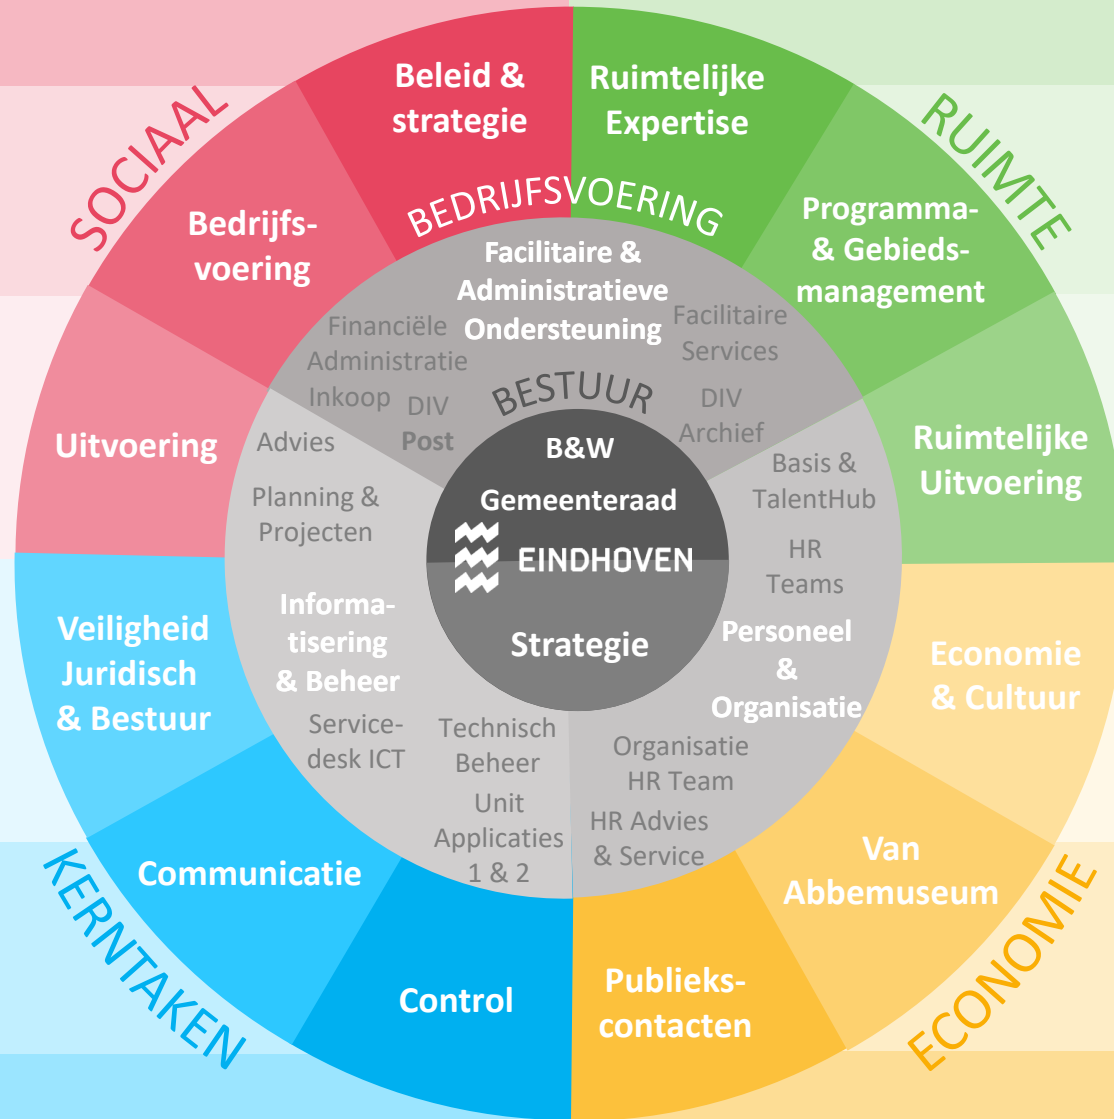 SOCIAAL
Beleid &
strategie
Bedrijfs-
voering
Uitvoering
RUIMTE
Ruimtelijke
Expertise
Programma-
& Gebieds-
management
Ruimtelijke
Uitvoering
BEDRIJFSVOERING
Facilitaire &
Administratieve
Ondersteuning
Financiële
Administratie
Inkoop
DIV
Post
Facilitaire
Services
DIV
Archief
BESTUUR
B&W
Gemeenteraad
EINDHOVEN
Strategie
Advies
Planning &
Projecten
Informa-
tisering
& Beheer
Service-
desk ICT
Technisch
Beheer
Unit
Applicaties
1 & 2
Basis &
TalentHub
HR
Teams
Personeel
&
Organisatie
Organisatie
HR Team
HR Advies
& Service
KERNTAKEN
Veiligheid
Juridisch
& Bestuur
Communicatie
Control
ECONOMIE
Economie
& Cultuur
Van
Abbemuseum
Publieks-
contacten